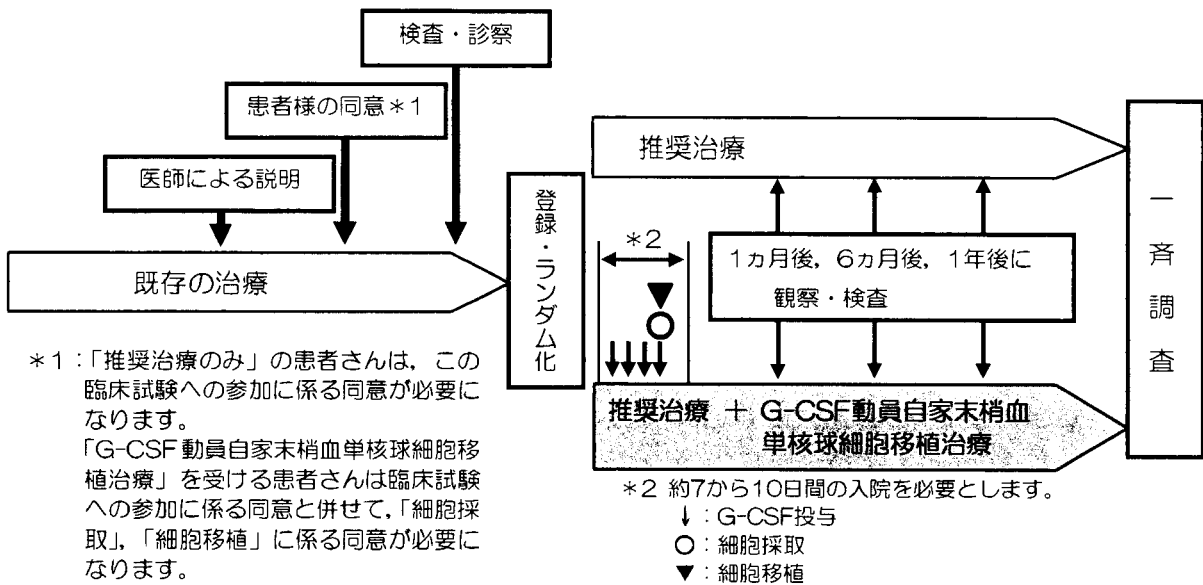 検査・診察
患者様の同意＊1
医師による説明
既存の治療
登録・ランダム化
推奨治療
＊2
1ヵ月後，6ヵ月後，1年後に
観察・検査
推奨治療 ＋ G-CSF動員自家末梢血
単核球細胞移植治療
一斉調査
＊1：「推奨治療のみ」の患者さんは，この
臨床試験への参加に係る同意が必要に
なります。
「G-CSF動員自家末梢血単核球細胞移
植治療」を受ける患者さんは臨床試験
への参加に係る同意と併せて，「細胞採
取」，「細胞移植」に係る同意が必要に
なります。
＊2 約7から10日間の入院を必要とします。
↓：G-CSF投与
○：細胞採取
▼：細胞移植